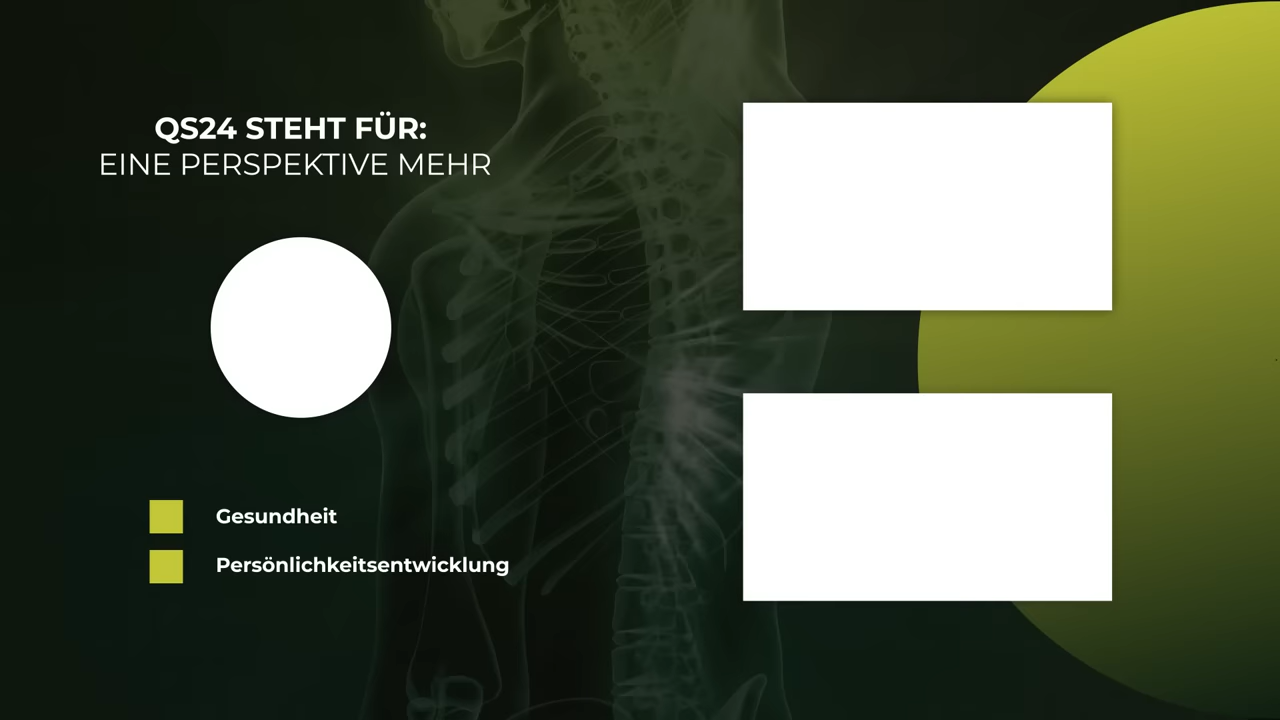 QS24 STEHT FÜR:
EINE PERSPEKTIVE MEHR
Gesundheit
Persönlichkeitsentwicklung